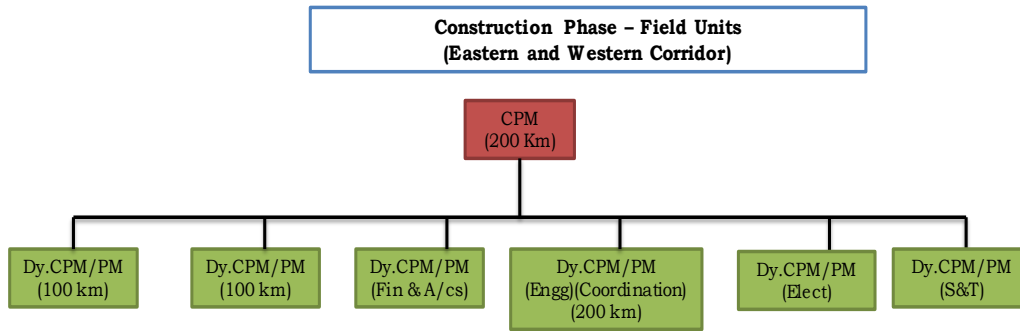 Construction Phase – Field Units
(Eastern and Western Corridor)
CPM
(200 Km)
Dy.CPM/PM
(100 km)
Dy.CPM/PM
(100 km)
Dy.CPM/PM
(Fin & A/cs)
Dy.CPM/PM
(Engg)(Coordination)
(200 km)
Dy.CPM/PM
(Elect)
Dy.CPM/PM
(S&T)